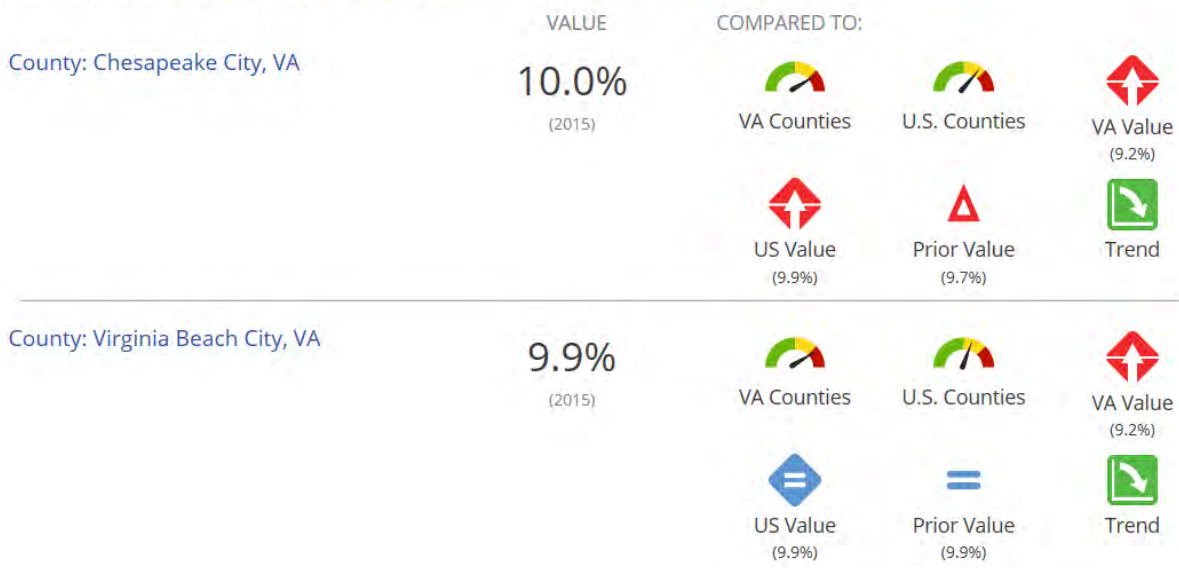 VALUE COMPARED TO:
County: Chesapeake City, VA
10.0%
(2015)
VA Counties U.S. Counties VA Value
(9.2%)
US Value Prior Value Trend
(9.9%) (9.7%)
County: Virginia Beach City, VA
9.9%
(2015)
VA Counties U.S. Counties VA Value
(9.2%)
US Value Prior Value Trend
(9.9%) (9.9%)